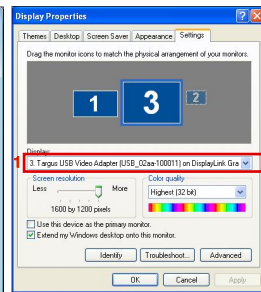 Display Properties
Themes Desktop Screen Saver Appearance Settings
Drag the monitor icons to match the physical arrangement of your monitors.
1 3 2
Display:
1
3. Targus USB Video Adapter (USB_02aa-100011) on DisplayLink Gra
Screen resolution
Less More
1600 by 1200 pixels
Color quality
Highest (32 bit)
Use this device as the primary monitor.
Extend my Windows desktop onto this monitor.
Identify Troubleshoot... Advanced
OK Cancel Apply